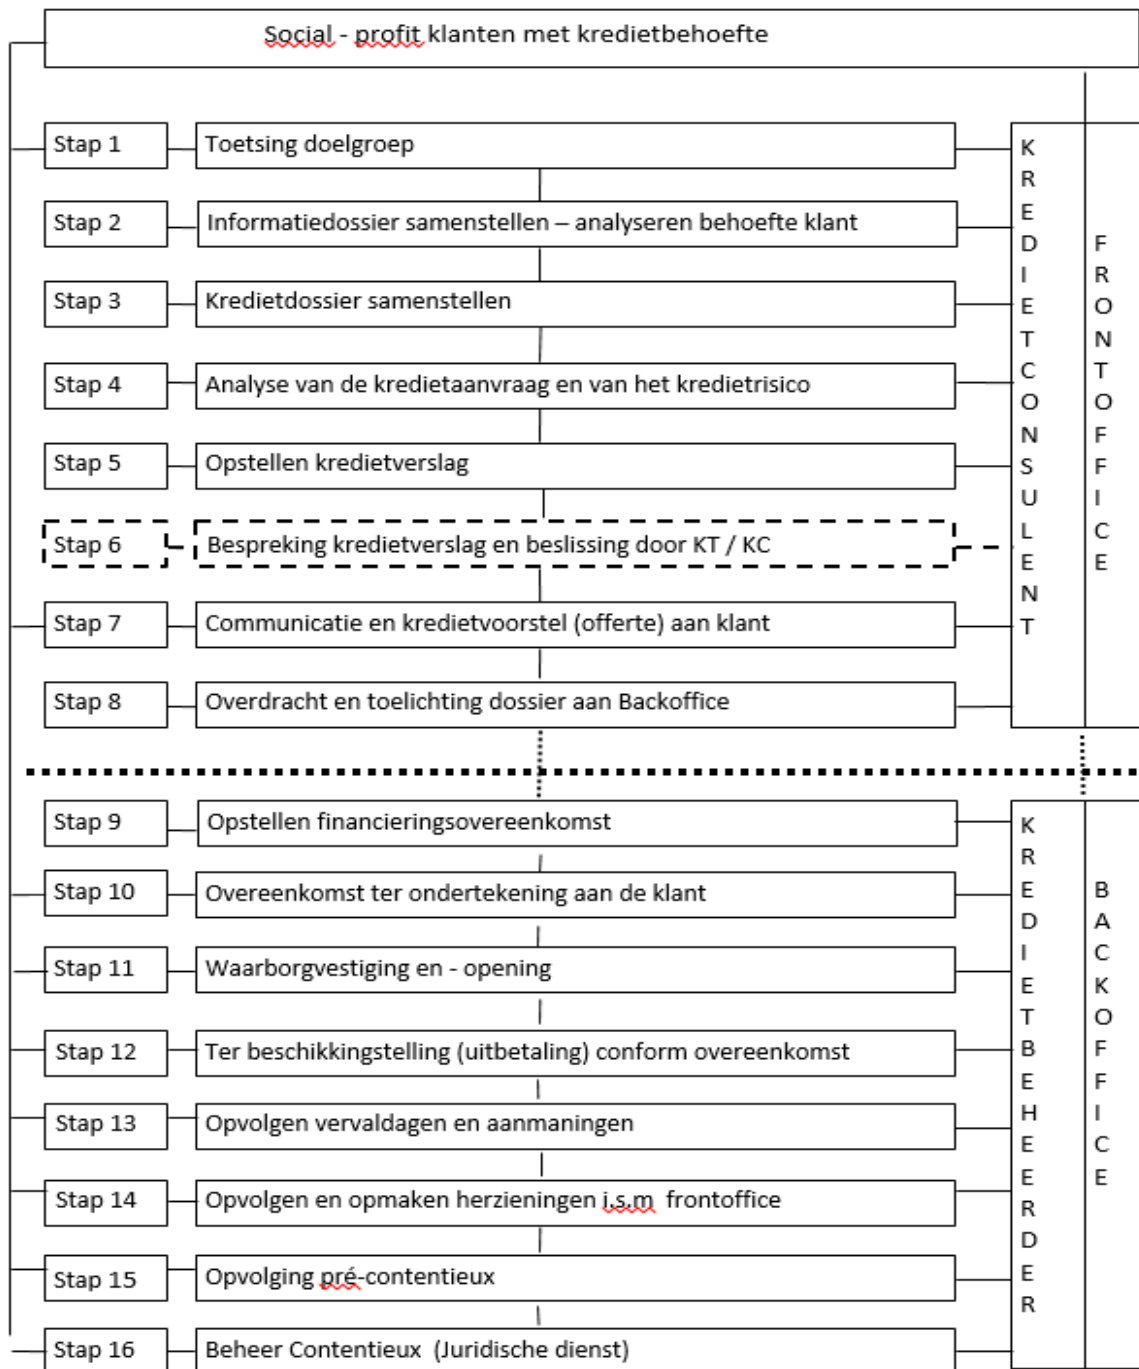 Social - profit klanten met kredietbehoefte
Stap 1 Toetsing doelgroep
Stap 2 Informatiedossier samenstellen – analyseren behoefte klant
Stap 3 Kredietdossier samenstellen
Stap 4 Analyse van de kredietaanvraag en van het kredietrisico
Stap 5 Opstellen kredietverslag
Stap 6 Bespreking kredietverslag en beslissing door KT / KC
Stap 7 Communicatie en kredietvoorstel (offerte) aan klant
Stap 8 Overdracht en toelichting dossier aan Backoffice
KREDIETCONSULENT
FRONTOFFICE
Stap 9 Opstellen financieringsovereenkomst
Stap 10 Overeenkomst ter ondertekening aan de klant
Stap 11 Waarborgvestiging en - opening
Stap 12 Ter beschikkingstelling (uitbetaling) conform overeenkomst
Stap 13 Opvolgen vervaldagen en aanmaningen
Stap 14 Opvolgen en opmaken herzieningen i.s.m frontoffice
Stap 15 Opvolging pré-contentieux
Stap 16 Beheer Contentieux (Juridische dienst)
KREDIETBEHEERDER
BACKOFFICE